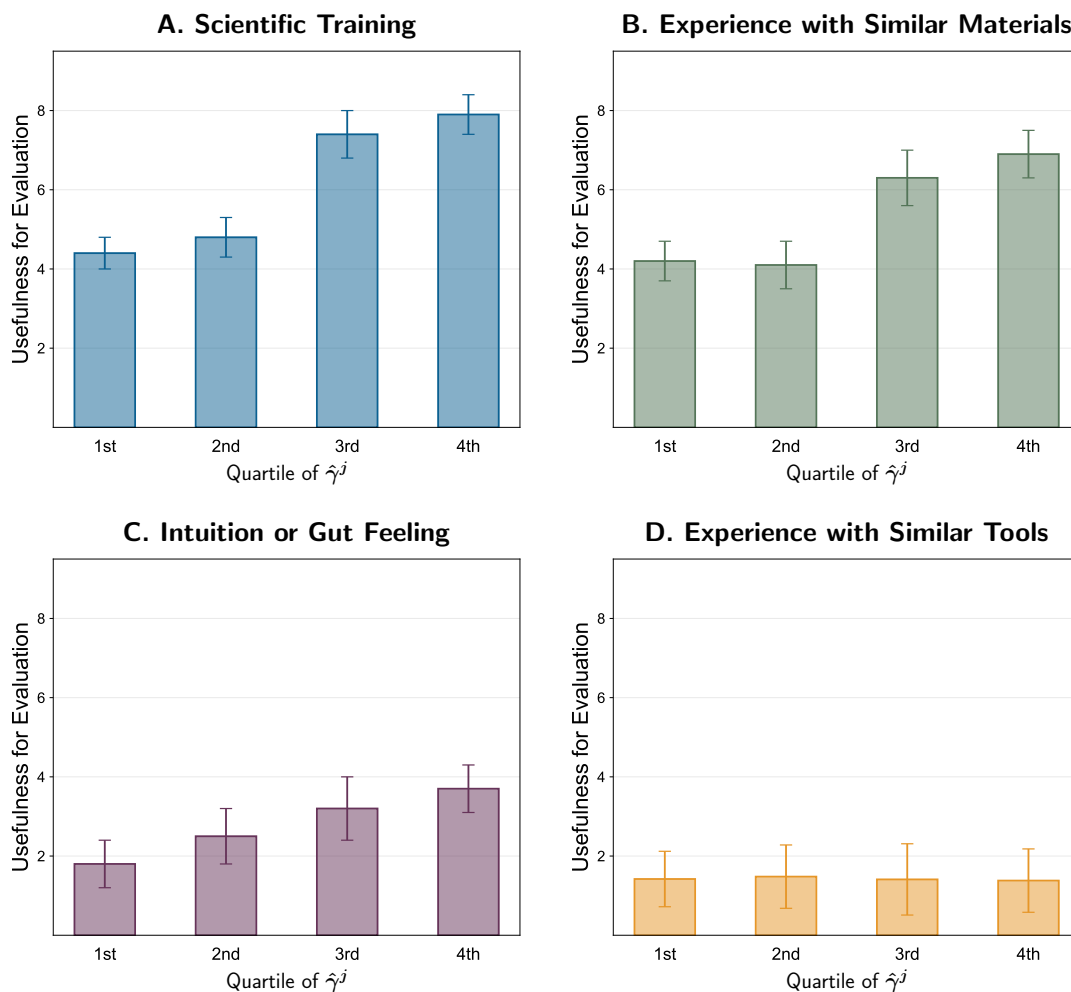 A. Scientific Training
Usefulness for Evaluation
8
6
4
2
1st 2nd 3rd 4th
Quartile of γ̂ʲ
B. Experience with Similar Materials
Usefulness for Evaluation
8
6
4
2
1st 2nd 3rd 4th
Quartile of γ̂ʲ
C. Intuition or Gut Feeling
Usefulness for Evaluation
8
6
4
2
1st 2nd 3rd 4th
Quartile of γ̂ʲ
D. Experience with Similar Tools
Usefulness for Evaluation
8
6
4
2
1st 2nd 3rd 4th
Quartile of γ̂ʲ